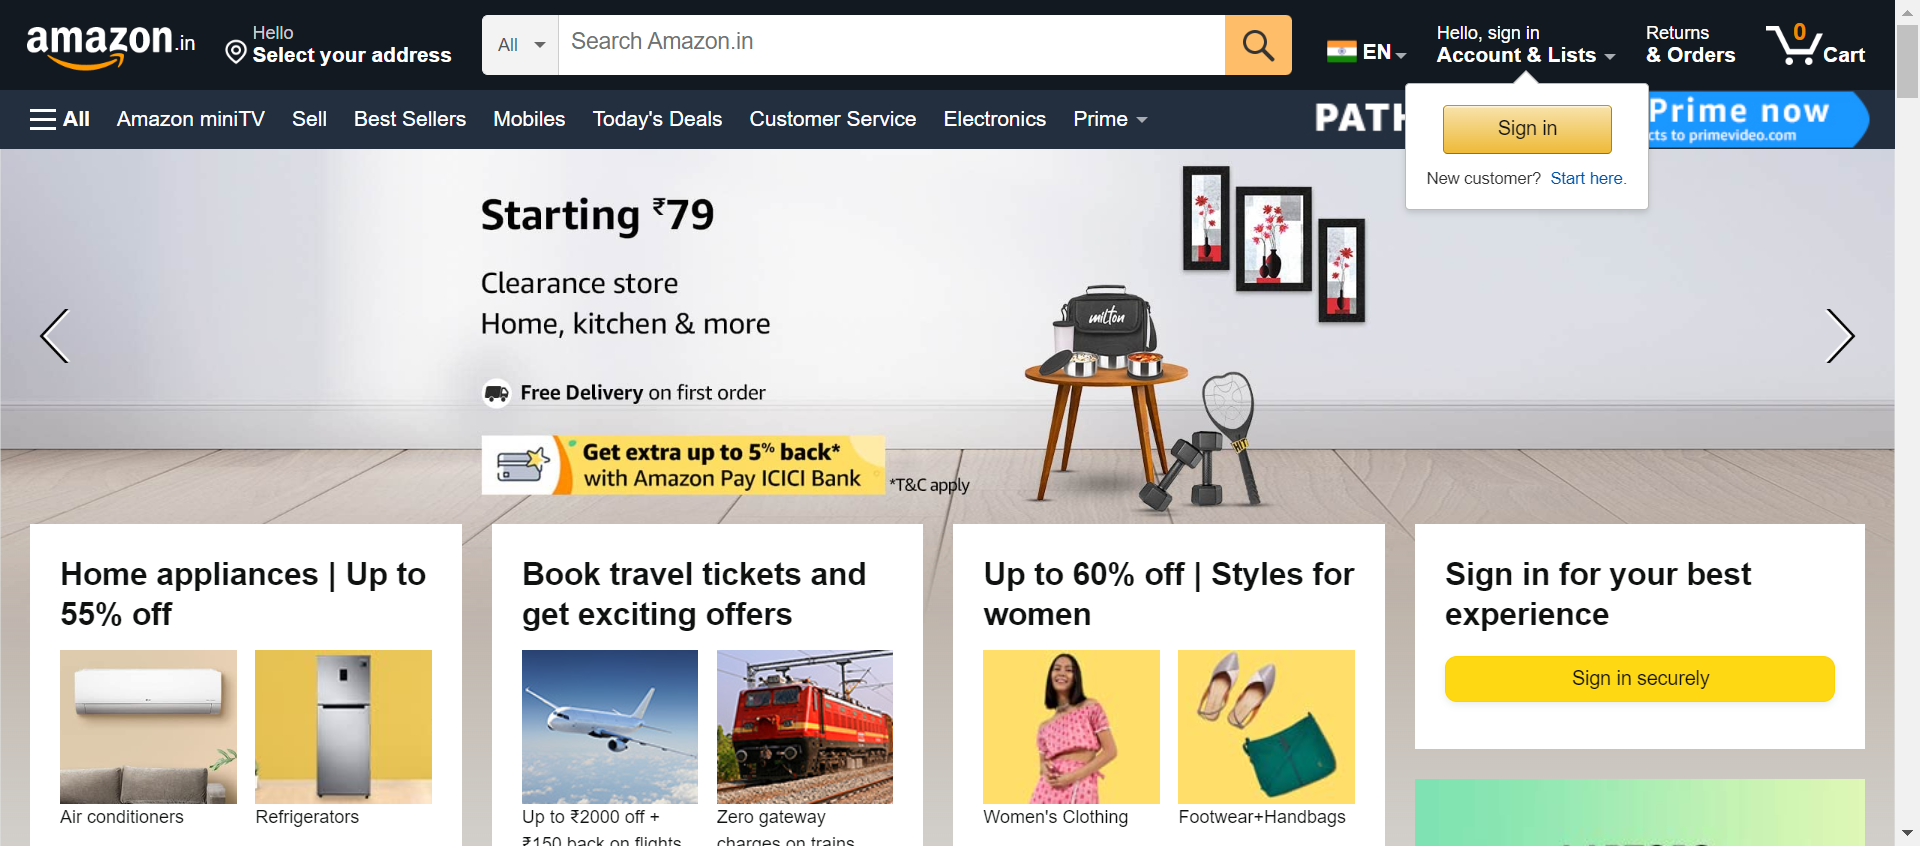 amazon.in
Hello
Select your address
All
Search Amazon.in
EN
Hello, sign in
Account & Lists
Returns
& Orders
0
Cart
All
Amazon miniTV
Sell
Best Sellers
Mobiles
Today's Deals
Customer Service
Electronics
Prime
PATH
Prime now
cts to primevideo.com
Sign in
New customer? Start here.
Starting ₹79
Clearance store
Home, kitchen & more
Free Delivery on first order
Get extra up to 5% back*
with Amazon Pay ICICI Bank
*T&C apply
milton
Home appliances | Up to
55% off
Air conditioners
Refrigerators
Book travel tickets and
get exciting offers
Up to ₹2000 off +
₹150 back on flights
Zero gateway
charges on trains
Up to 60% off | Styles for
women
Women's Clothing
Footwear+Handbags
Sign in for your best
experience
Sign in securely